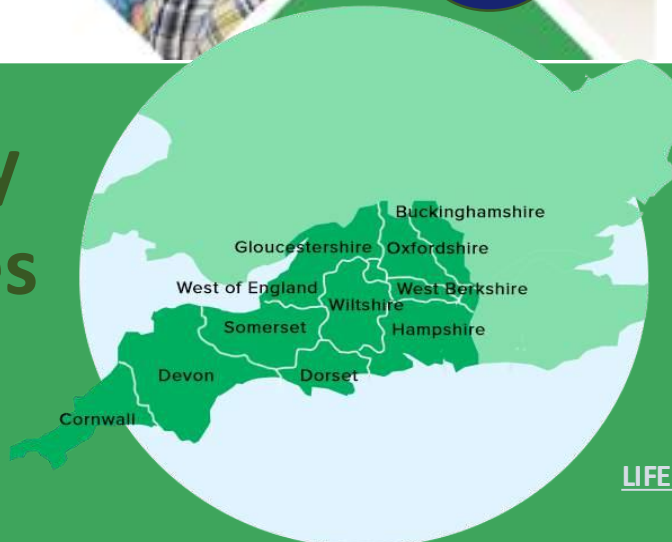 Buckinghamshire
Gloucestershire Oxfordshire
West of England West Berkshire
Wiltshire
Somerset Hampshire
Devon Dorset
Cornwall
LIFE